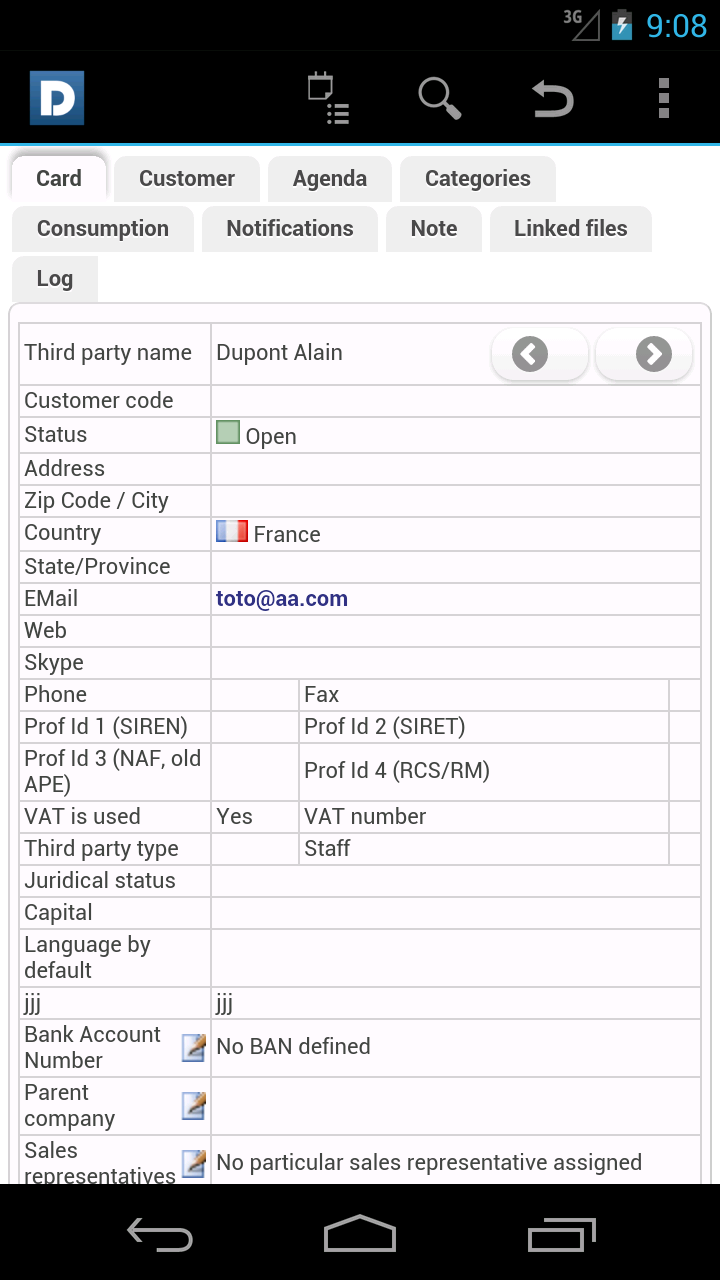 3G 9:08
D
Card Customer Agenda Categories
Consumption Notifications Note Linked files
Log
Third party name Dupont Alain
Customer code
Status Open
Address
Zip Code / City
Country France
State/Province
EMail toto@aa.com
Web
Skype
Phone Fax
Prof Id 1 (SIREN) Prof Id 2 (SIRET)
Prof Id 3 (NAF, old
APE) Prof Id 4 (RCS/RM)
VAT is used Yes VAT number
Third party type Staff
Juridical status
Capital
Language by
default
jjj jjj
Bank Account
Number No BAN defined
Parent
company
Sales
representatives No particular sales representative assigned